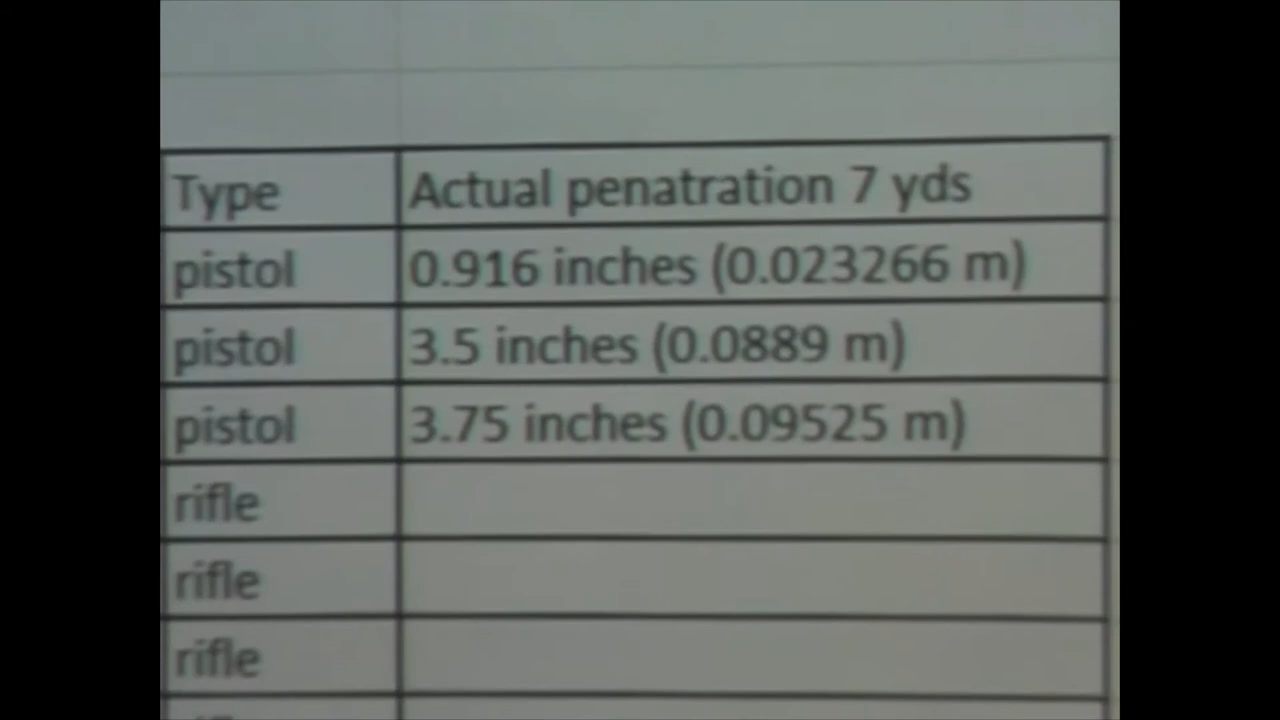 Type Actual penatration 7 yds
pistol 0.916 inches (0.023266 m)
pistol 3.5 inches (0.0889 m)
pistol 3.75 inches (0.09525 m)
rifle
rifle
rifle